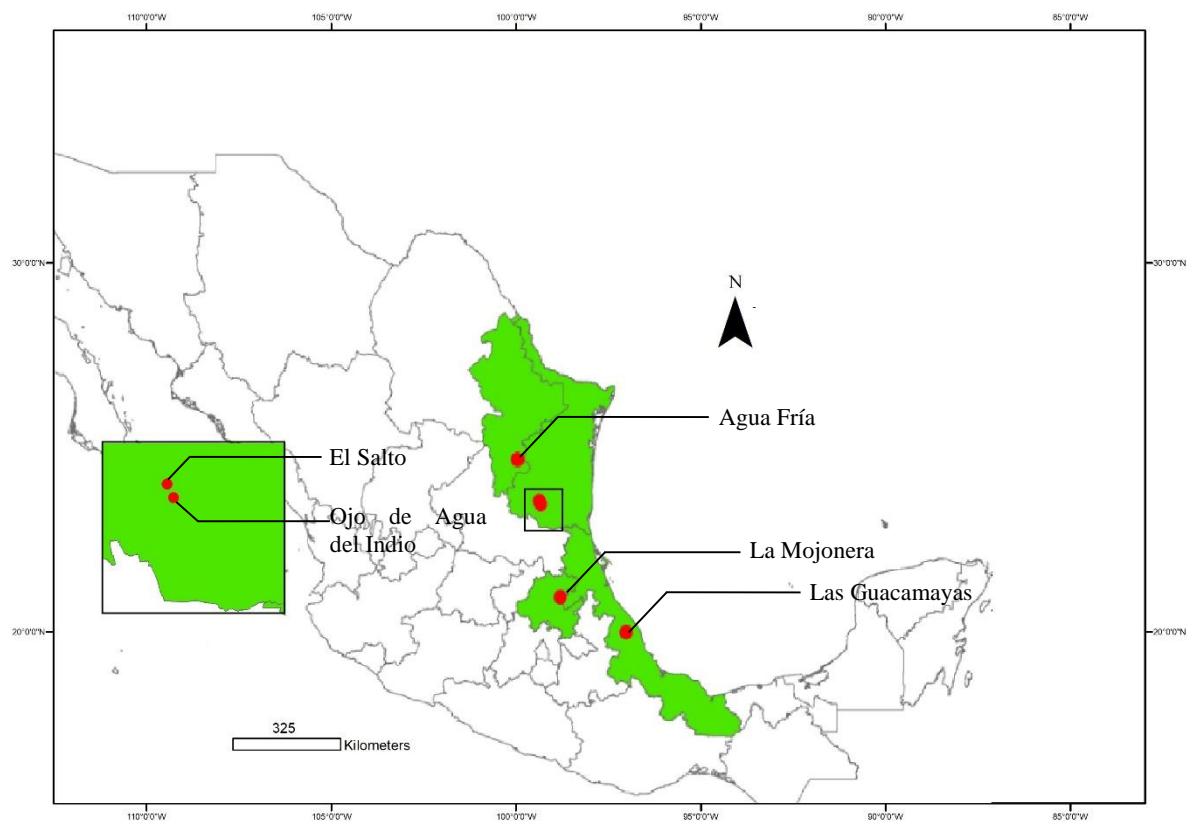 110°0'0"W 105°0'0"W 100°0'0"W 95°0'0"W 90°0'0"W 85°0'0"W
30°0'0"N 30°0'0"N
N
Agua Fría
El Salto
Ojo de Agua
del Indio
La Mojonera
Las Guacamayas
20°0'0"N 20°0'0"N
325
Kilometers
110°0'0"W 105°0'0"W 100°0'0"W 95°0'0"W 90°0'0"W 85°0'0"W